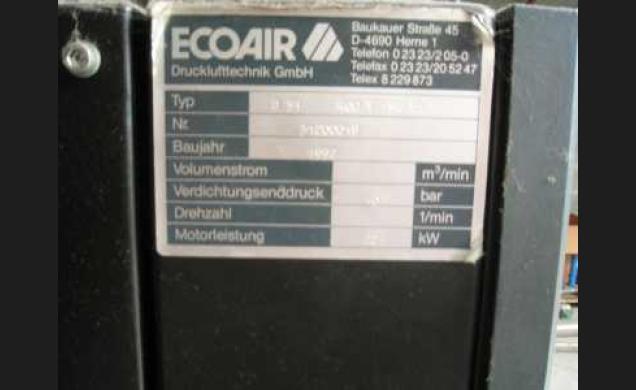 ECOAIR
Drucklufttechnik GmbH
Baukauer Straße 45
D-4690 Herne 1
Telefon 0 23 23/2 05-0
Telefax 0 23 23/20 52 47
Telex 8 229 873
Typ
Nr.
Baujahr 1992
Volumenstrom m³/min
Verdichtungsenddruck bar
Drehzahl 1/min
Motorleistung kW